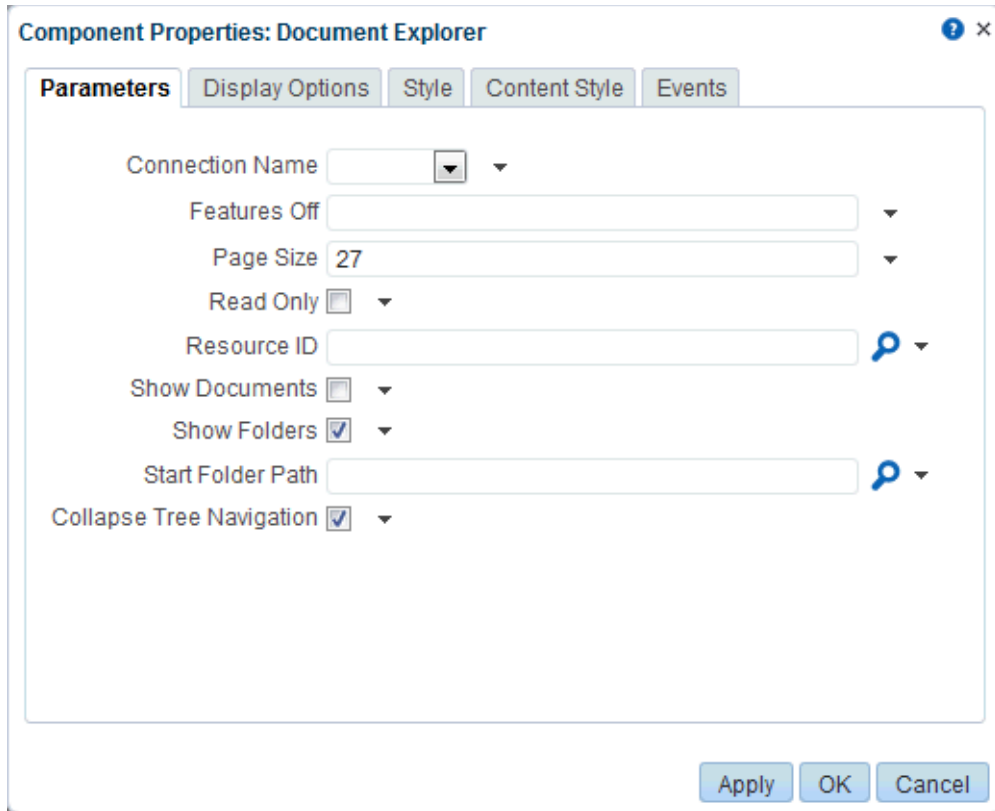 Component Properties: Document Explorer
Parameters Display Options Style Content Style Events
Connection Name
Features Off
Page Size 27
Read Only
Resource ID
Show Documents
Show Folders
Start Folder Path
Collapse Tree Navigation
Apply OK Cancel